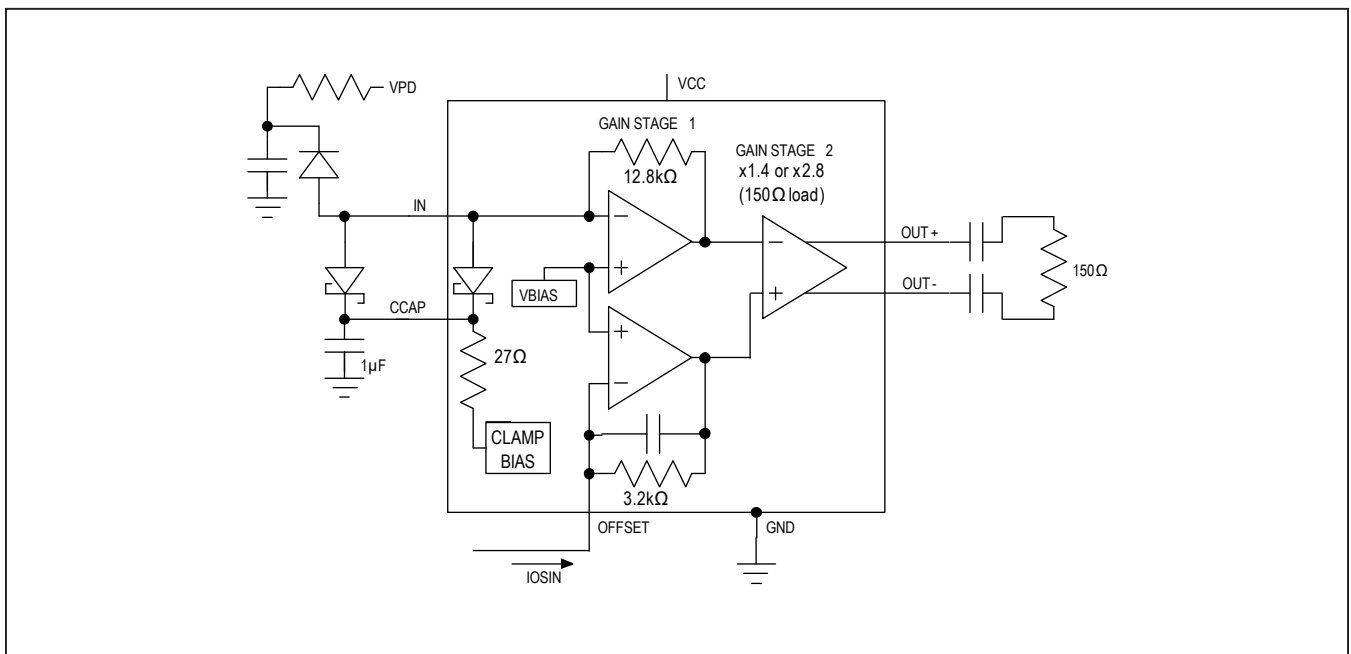 VPD
VCC
GAIN STAGE 1
12.8kΩ
GAIN STAGE 2
x1.4 or x2.8
(150Ω load)
IN
OUT+
150Ω
OUT-
VBIAS
CCAP
1µF
27Ω
CLAMP
BIAS
3.2kΩ
OFFSET
GND
IOSIN